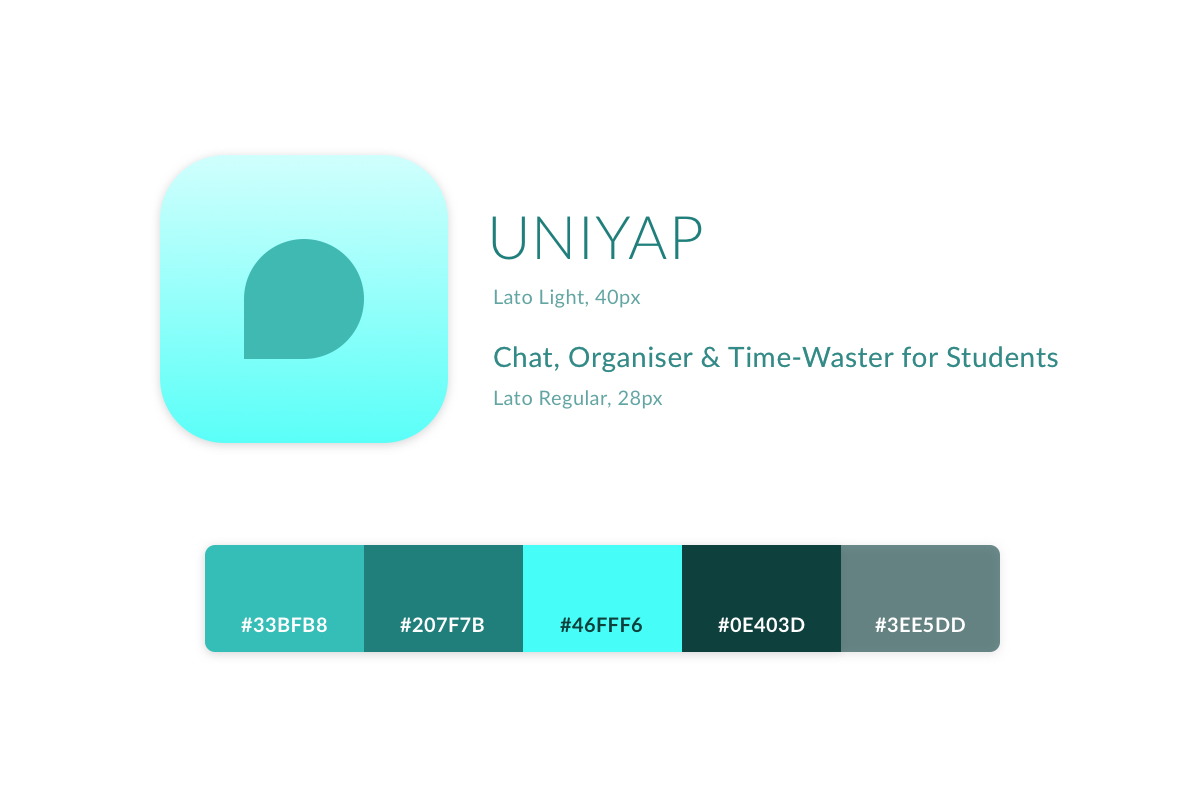 UNIYAP
Lato Light, 40px
Chat, Organiser & Time-Waster for Students
Lato Regular, 28px
#33BFB8 #207F7B #46FFF6 #0E403D #3EE5DD